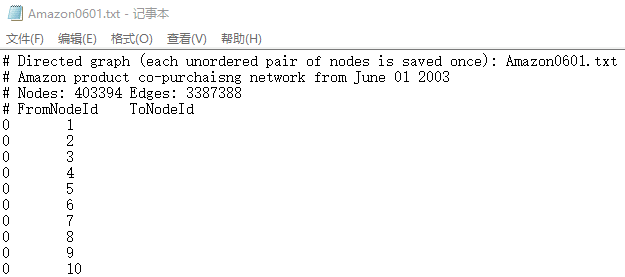 Amazon0601.txt - 记事本
文件(F) 编辑(E) 格式(O) 查看(V) 帮助(H)
# Directed graph (each unordered pair of nodes is saved once): Amazon0601.txt
# Amazon product co-purchaisng network from June 01 2003
# Nodes: 403394 Edges: 3387388
# FromNodeId    ToNodeId
0       1
0       2
0       3
0       4
0       5
0       6
0       7
0       8
0       9
0       10